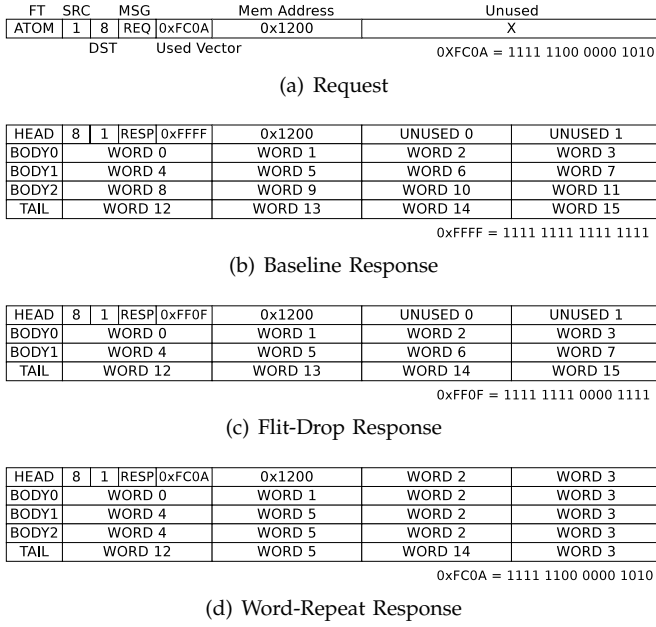 FT SRC MSG Mem Address Unused
ATOM 1 8 REQ 0xFC0A 0x1200 X
DST Used Vector 0XFC0A = 1111 1100 0000 1010
(a) Request
HEAD 8 1 RESP 0xFFFF 0x1200 UNUSED 0 UNUSED 1
BODY0 WORD 0 WORD 1 WORD 2 WORD 3
BODY1 WORD 4 WORD 5 WORD 6 WORD 7
BODY2 WORD 8 WORD 9 WORD 10 WORD 11
TAIL WORD 12 WORD 13 WORD 14 WORD 15
0xFFFF = 1111 1111 1111 1111
(b) Baseline Response
HEAD 8 1 RESP 0xFF0F 0x1200 UNUSED 0 UNUSED 1
BODY0 WORD 0 WORD 1 WORD 2 WORD 3
BODY1 WORD 4 WORD 5 WORD 6 WORD 7
TAIL WORD 12 WORD 13 WORD 14 WORD 15
0xFF0F = 1111 1111 0000 1111
(c) Flit-Drop Response
HEAD 8 1 RESP 0xFC0A 0x1200 WORD 2 WORD 3
BODY0 WORD 0 WORD 1 WORD 2 WORD 3
BODY1 WORD 4 WORD 5 WORD 2 WORD 3
BODY2 WORD 4 WORD 5 WORD 2 WORD 3
TAIL WORD 12 WORD 5 WORD 14 WORD 3
0xFC0A = 1111 1100 0000 1010
(d) Word-Repeat Response